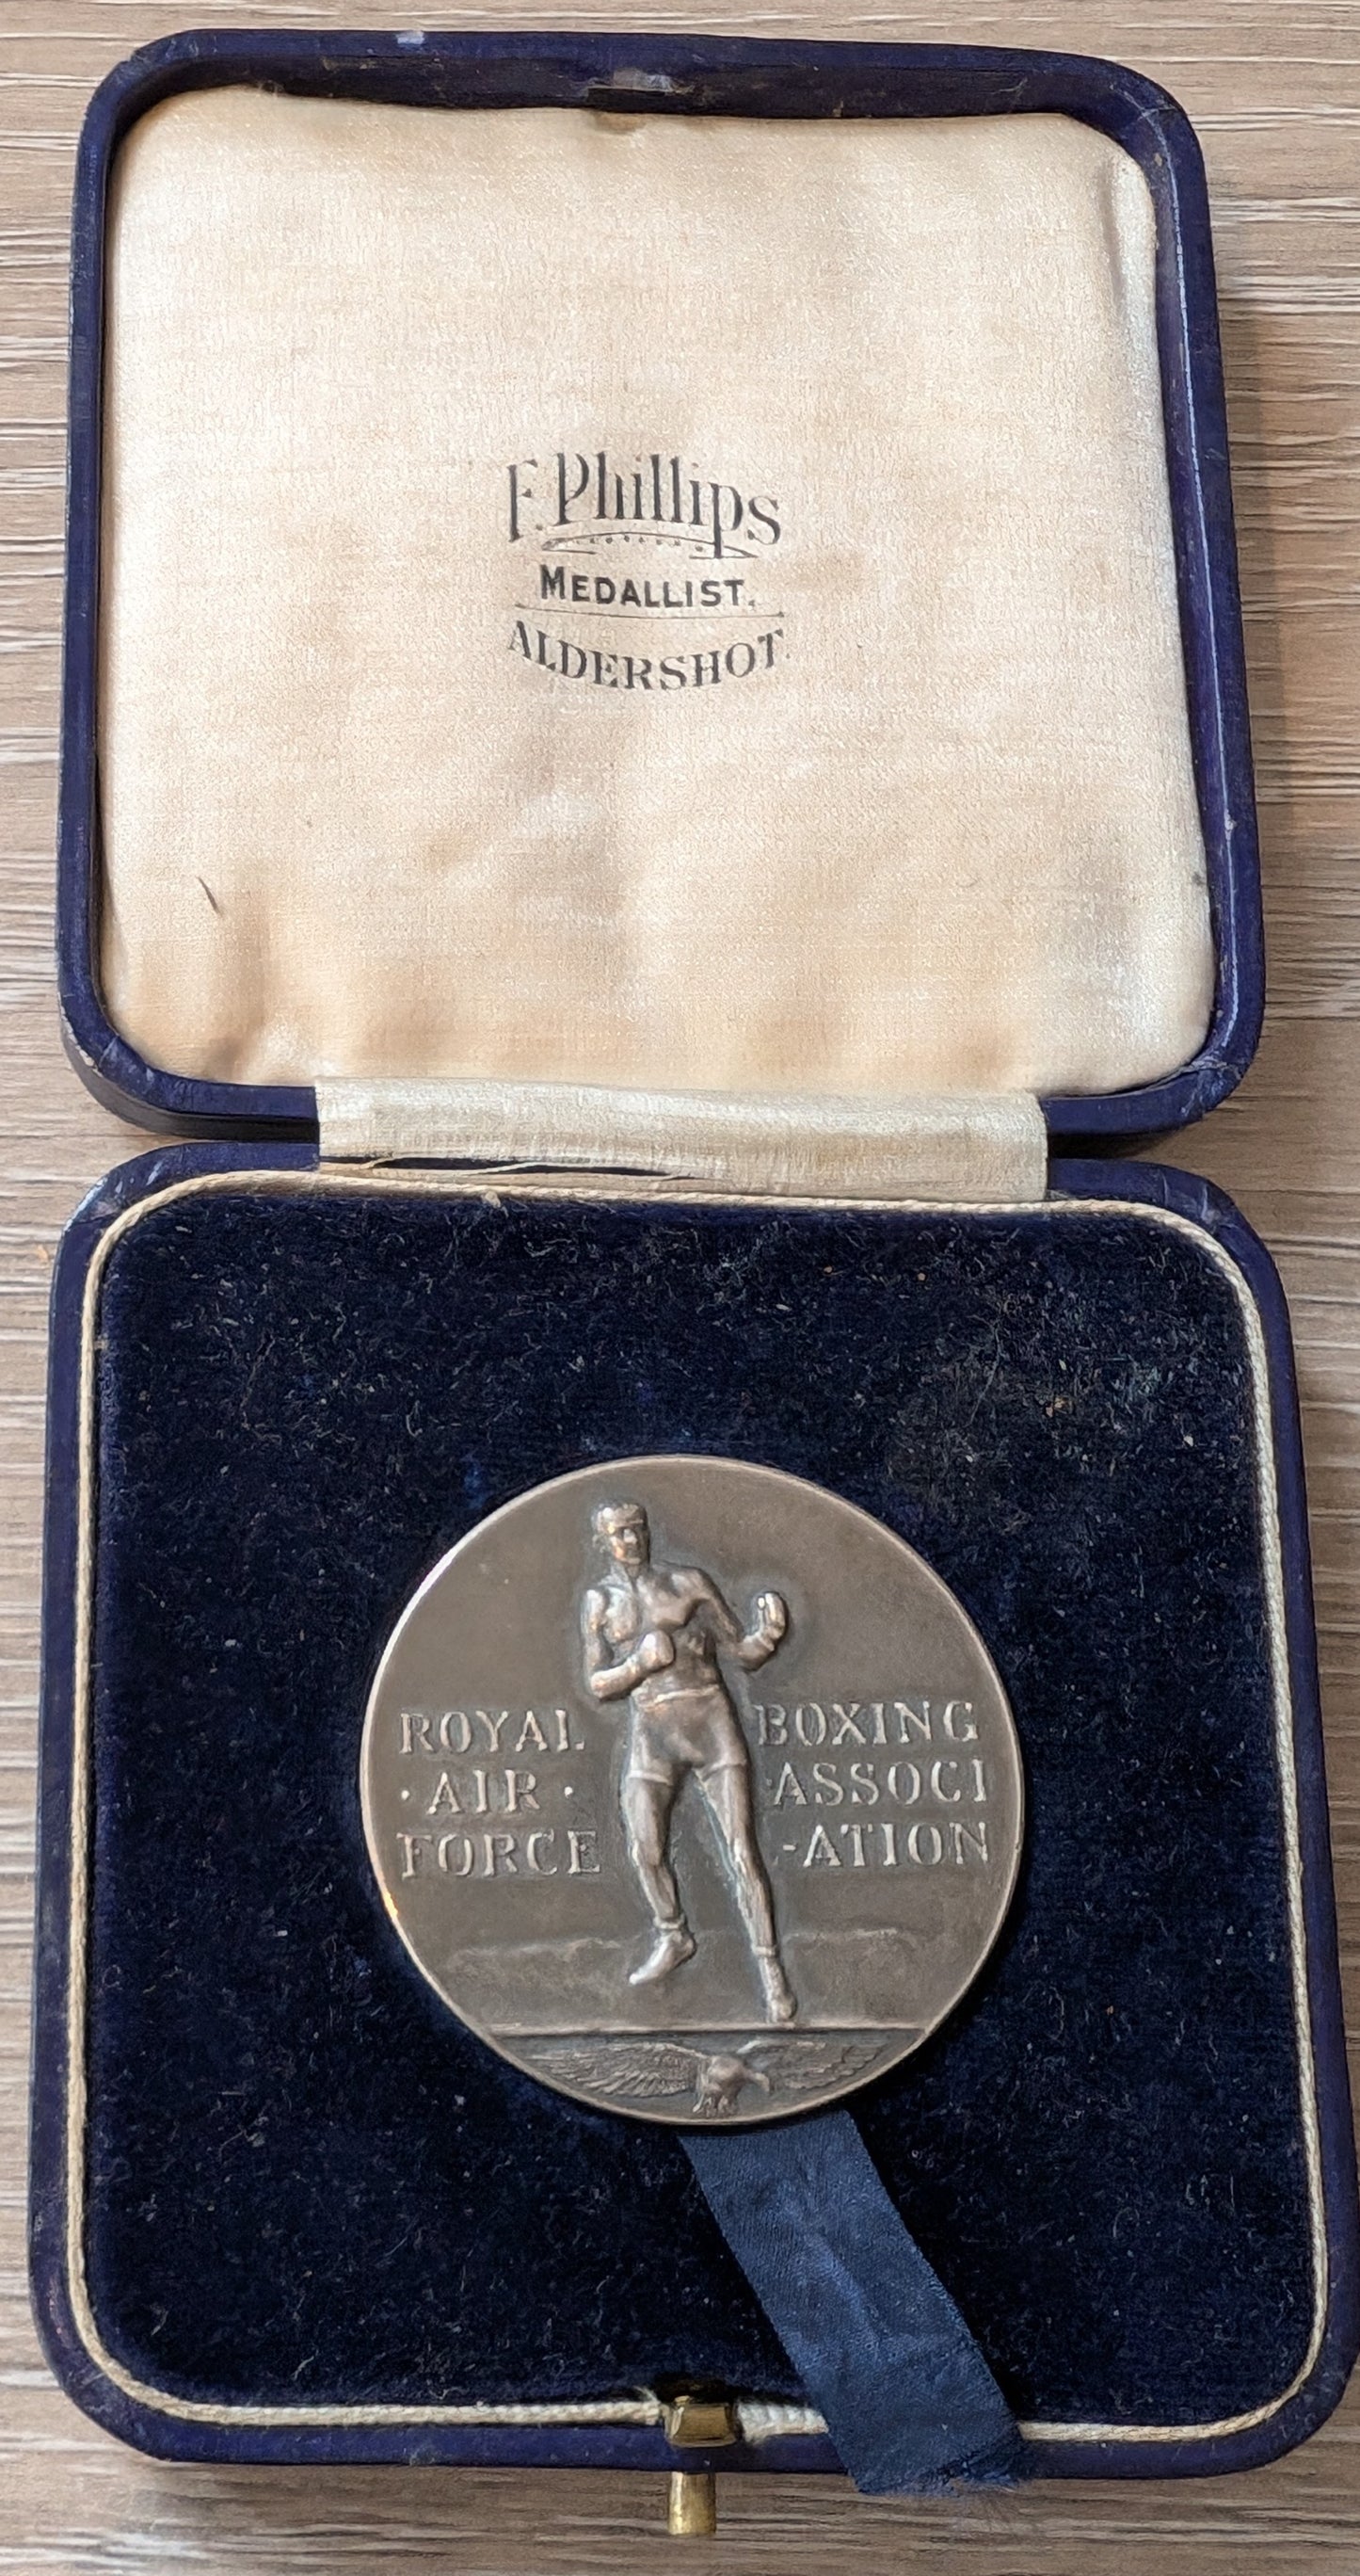 F. Phillips
MEDALLIST.
ALDERSHOT.
ROYAL BOXING
· AIR · ASSOCI
FORCE -ATION